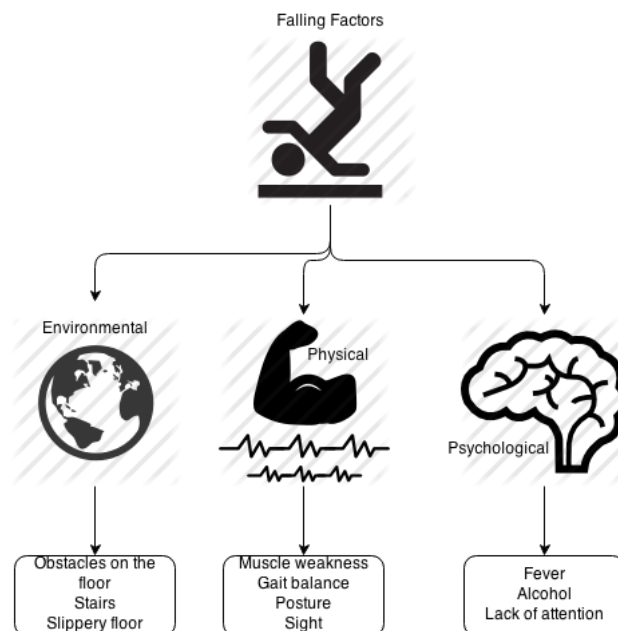 Falling Factors
Environmental
Physical
Psychological
Obstacles on the
floor
Stairs
Slippery floor
Muscle weakness
Gait balance
Posture
Sight
Fever
Alcohol
Lack of attention